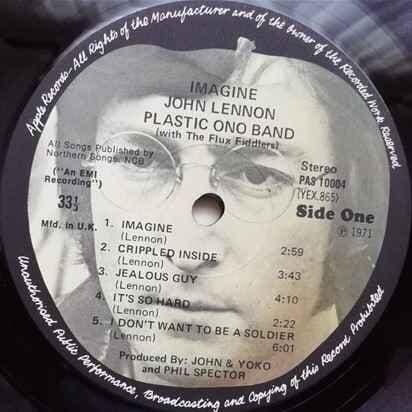 Apple Records-All Rights of the Manufacturer and of the Owner of the Recorded Work Reserved
IMAGINE
JOHN LENNON
PLASTIC ONO BAND
(with The Flux Fiddlers)
All Songs Published by
Northern Songs, NCB
("An EMI
Recording")
33⅓
Mfd. in U.K.
Stereo
PAS 10004
(YEX.865)
Side One
Ⓟ 1971
1. IMAGINE
(Lennon) 2:59
2. CRIPPLED INSIDE
(Lennon) 3:43
3. JEALOUS GUY
(Lennon) 4:10
4. IT'S SO HARD
(Lennon) 2:22
5. I DON'T WANT TO BE A SOLDIER
(Lennon) 6:01
Produced By: JOHN & YOKO
and PHIL SPECTOR
Unauthorised Public Performance, Broadcasting and Copying of this Record Prohibited